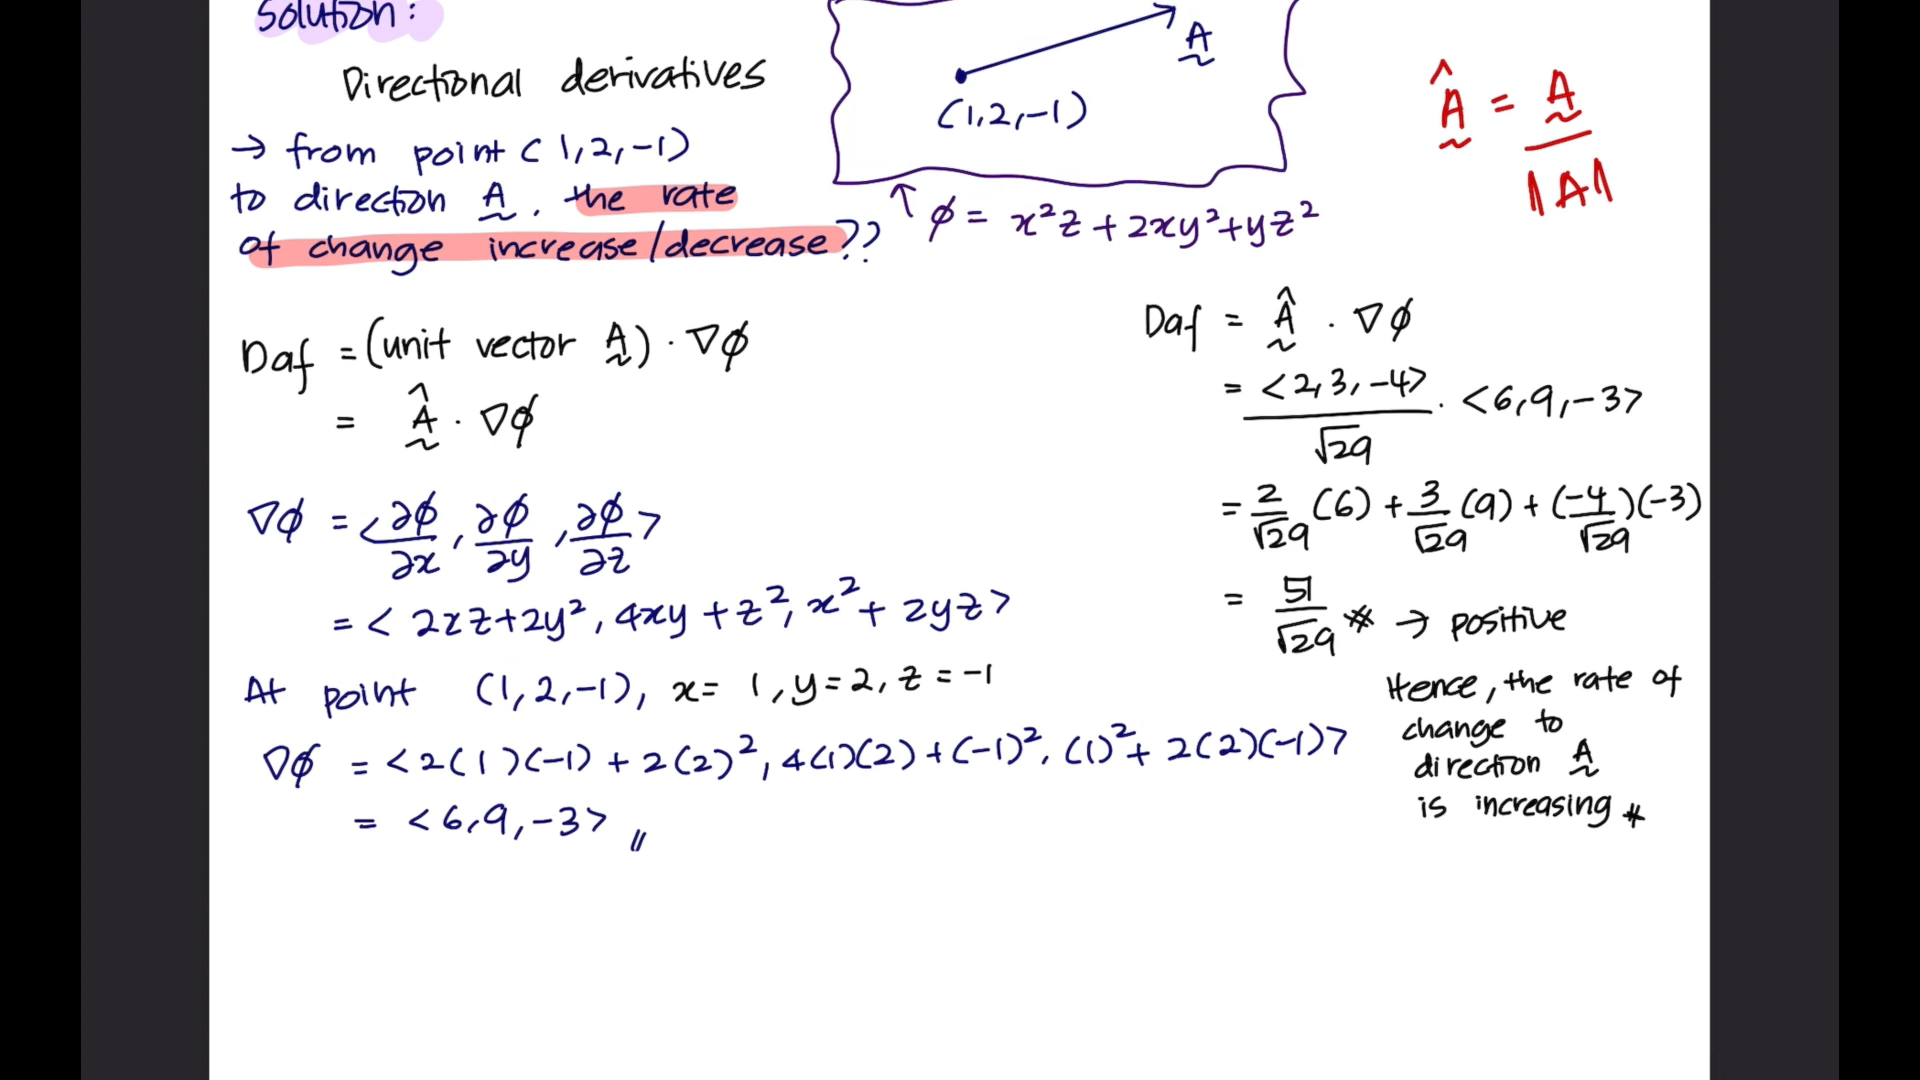 Solution:
Directional derivatives
→ from point (1,2,-1)
to direction A, the rate
of change increase/decrease??
A
(1,2,-1)
↑ φ = x²z + 2xy² + yz²
Â = A / |A|
Daf = (unit vector A) · ∇φ
= Â · ∇φ
∇φ = <∂φ/∂x, ∂φ/∂y, ∂φ/∂z>
= < 2xz+2y², 4xy + z², x² + 2yz>
At point (1,2,-1), x= 1, y=2, z=-1
∇φ = <2(1)(-1) + 2(2)², 4(1)(2) + (-1)², (1)² + 2(2)(-1)>
= <6,9,-3> //
Daf = Â · ∇φ
= <2,3,-4>/√29 · <6,9,-3>
= 2/√29 (6) + 3/√29 (9) + (-4/√29)(-3)
= 51/√29 * → positive
Hence, the rate of
change to
direction A
is increasing *